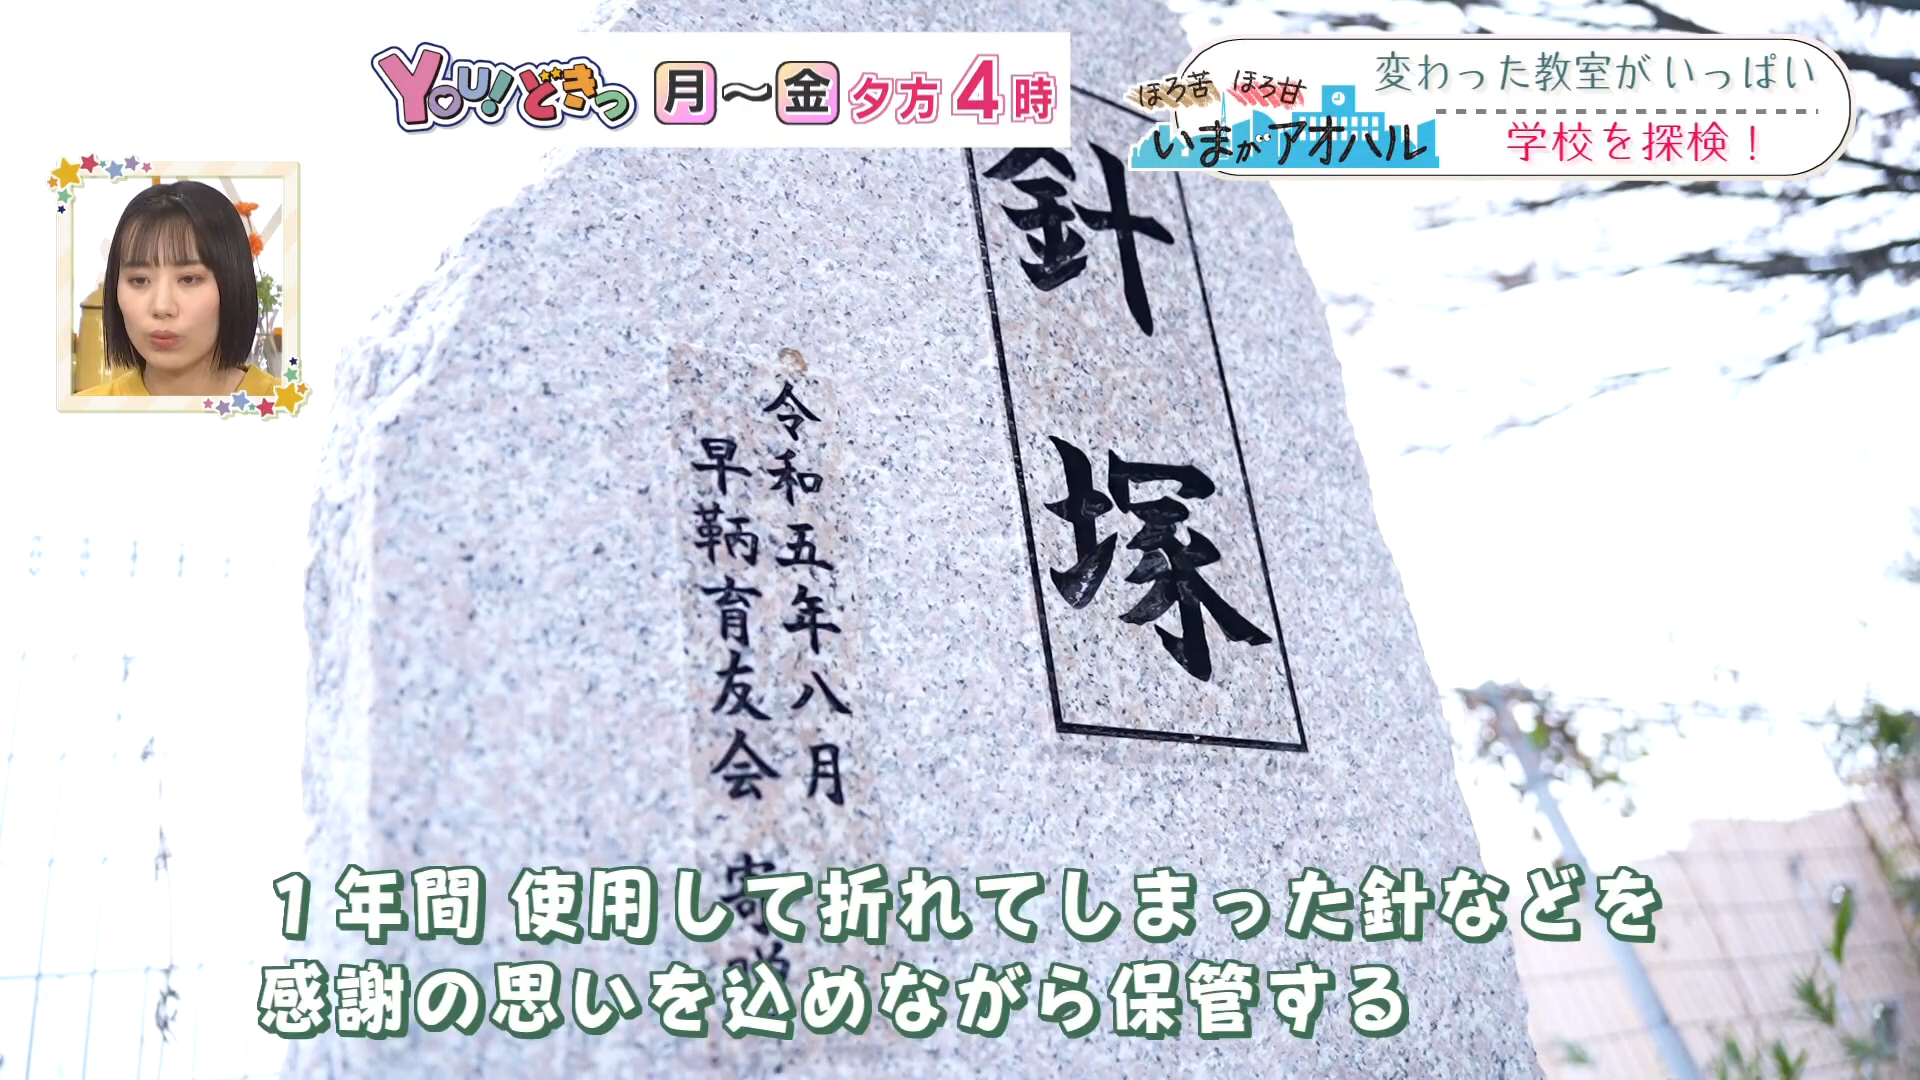 YOU!どきっ 月～金 夕方4時
ほろ苦 ほろ甘
いまがアオハル
変わった教室がいっぱい
学校を探検！
針塚
令和五年八月
早鞆育友会 寄贈
１年間 使用して折れてしまった針などを
感謝の思いを込めながら保管する